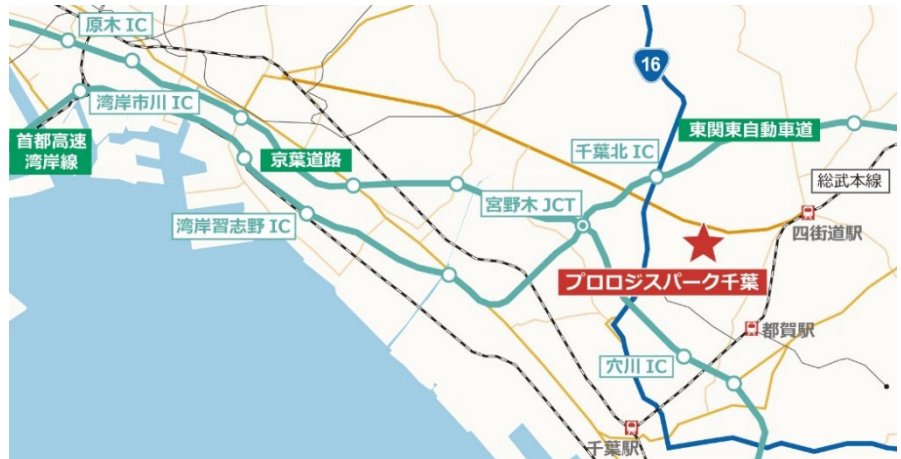 原木 IC
16
湾岸市川 IC
首都高速
湾岸線
京葉道路
東関東自動車道
千葉北 IC
総武本線
宮野木 JCT
湾岸習志野 IC
四街道駅
プロロジスパーク千葉
都賀駅
穴川 IC
千葉駅